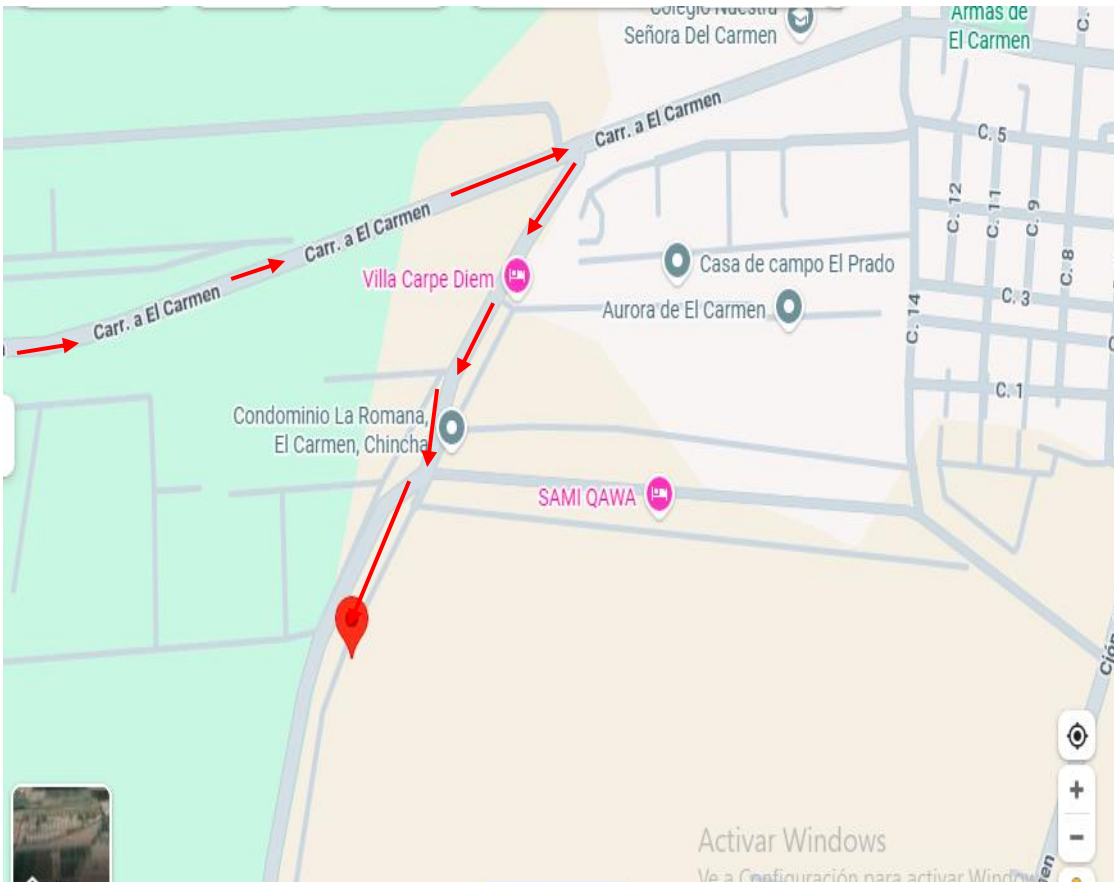 Colegio Nuestra
Señora Del Carmen
Armas de
El Carmen
C.
Carr. a El Carmen
C. 5
C. 12
C. 11
C. 9
C. 8
Carr. a El Carmen
Villa Carpe Diem
Casa de campo El Prado
Aurora de El Carmen
C. 3
C. 14
Carr. a El Carmen
C. 1
Condominio La Romana,
El Carmen, Chincha
SAMI QAWA
Activar Windows
Ve a Configuración para activar Windows